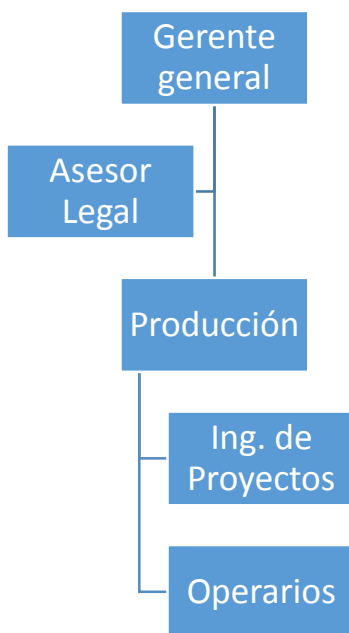 Gerente
general
Asesor
Legal
Producción
Ing. de
Proyectos
Operarios